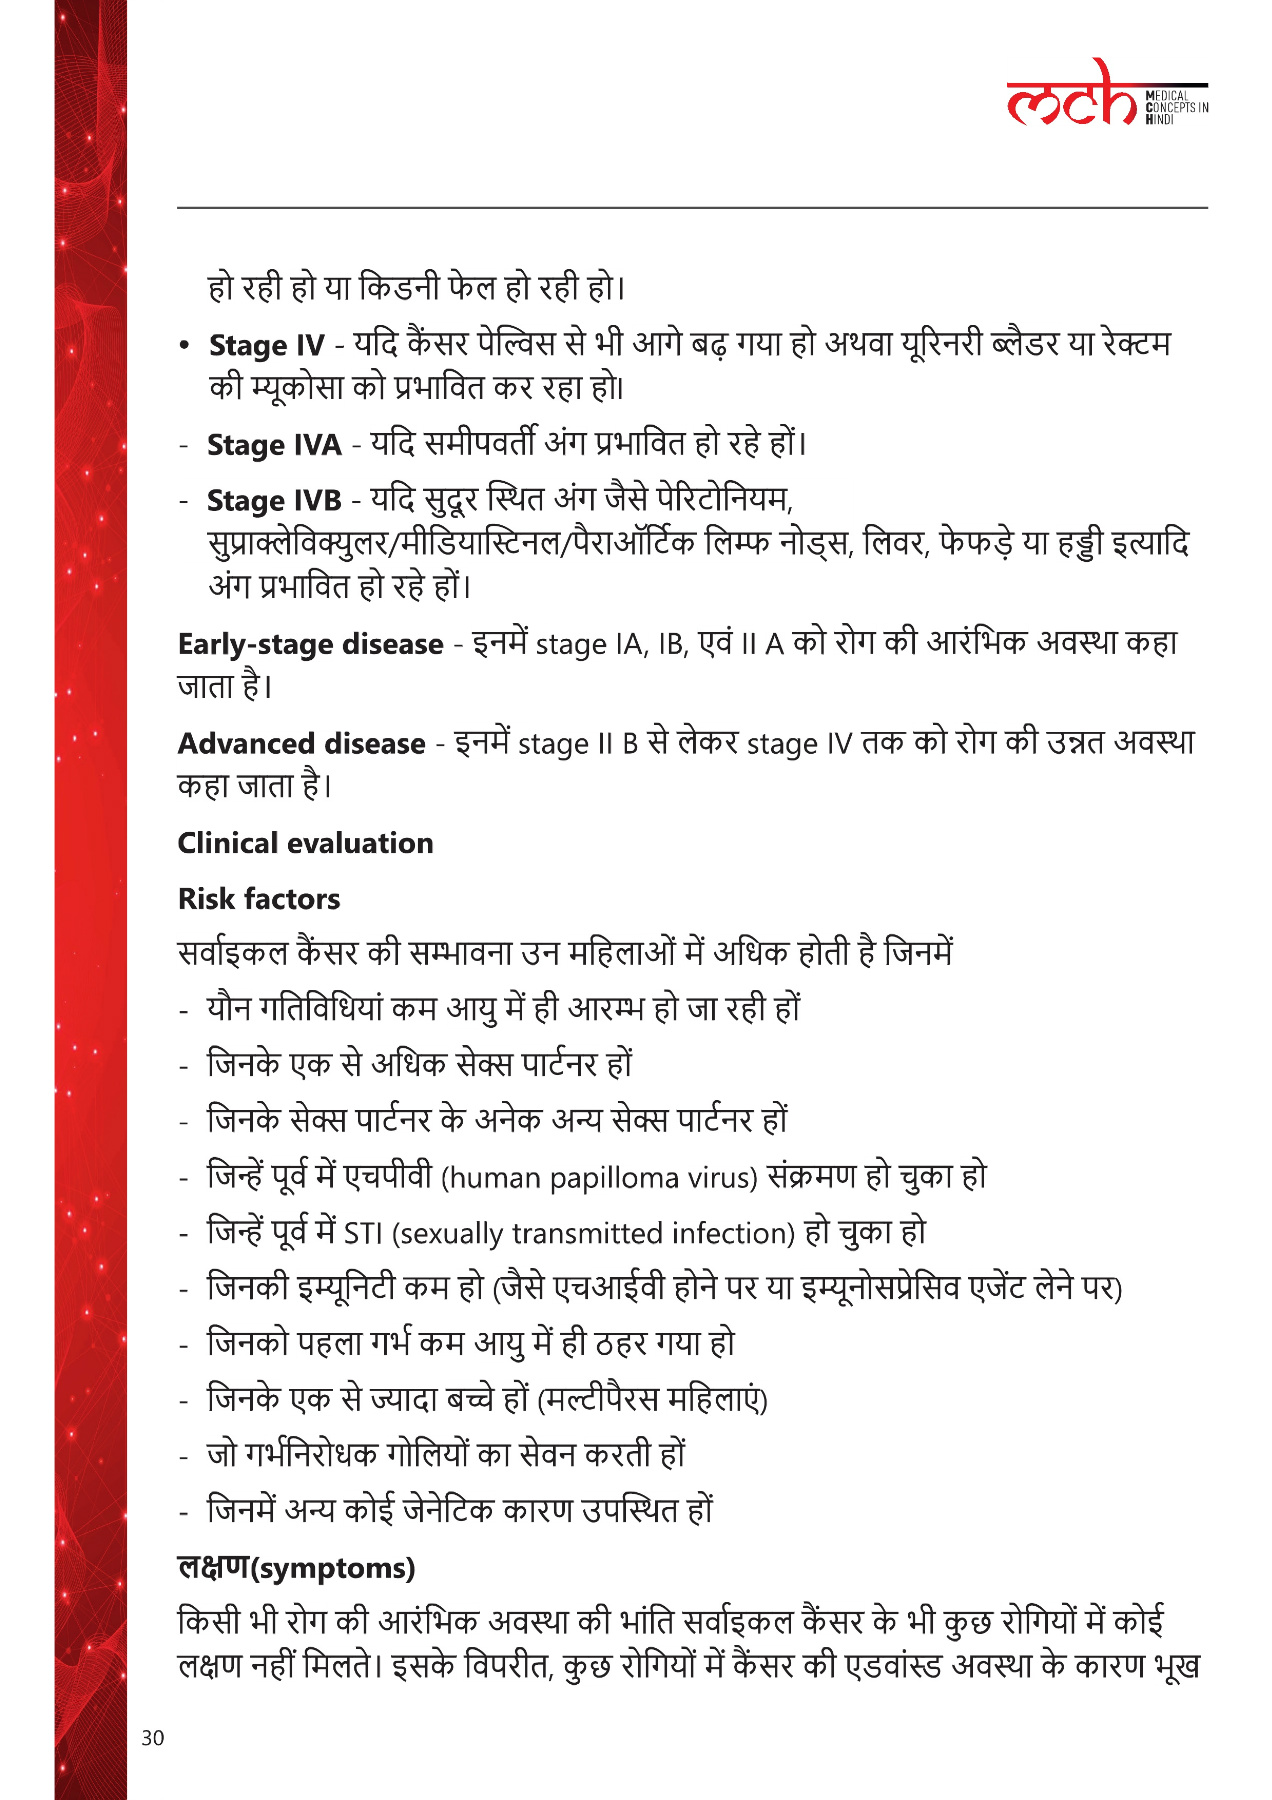 mch MEDICAL
CONCEPTS IN
HINDI
हो रही हो या किडनी फेल हो रही हो।
• Stage IV - यदि कैंसर पेल्विस से भी आगे बढ़ गया हो अथवा यूरिनरी ब्लैडर या रेक्टम
की म्यूकोसा को प्रभावित कर रहा हो।
- Stage IVA - यदि समीपवर्ती अंग प्रभावित हो रहे हों।
- Stage IVB - यदि सुदूर स्थित अंग जैसे पेरिटोनियम,
सुप्राक्लेविक्युलर/मीडियास्टिनल/पैराऑर्टिक लिम्फ नोड्स, लिवर, फेफड़े या हड्डी इत्यादि
अंग प्रभावित हो रहे हों।
Early-stage disease - इनमें stage IA, IB, एवं II A को रोग की आरंभिक अवस्था कहा
जाता है।
Advanced disease - इनमें stage II B से लेकर stage IV तक को रोग की उन्नत अवस्था
कहा जाता है।
Clinical evaluation
Risk factors
सर्वाइकल कैंसर की सम्भावना उन महिलाओं में अधिक होती है जिनमें
- यौन गतिविधियां कम आयु में ही आरम्भ हो जा रही हों
- जिनके एक से अधिक सेक्स पार्टनर हों
- जिनके सेक्स पार्टनर के अनेक अन्य सेक्स पार्टनर हों
- जिन्हें पूर्व में एचपीवी (human papilloma virus) संक्रमण हो चुका हो
- जिन्हें पूर्व में STI (sexually transmitted infection) हो चुका हो
- जिनकी इम्यूनिटी कम हो (जैसे एचआईवी होने पर या इम्यूनोसप्रेसिव एजेंट लेने पर)
- जिनको पहला गर्भ कम आयु में ही ठहर गया हो
- जिनके एक से ज्यादा बच्चे हों (मल्टीपैरस महिलाएं)
- जो गर्भनिरोधक गोलियों का सेवन करती हों
- जिनमें अन्य कोई जेनेटिक कारण उपस्थित हों
लक्षण(symptoms)
किसी भी रोग की आरंभिक अवस्था की भांति सर्वाइकल कैंसर के भी कुछ रोगियों में कोई
लक्षण नहीं मिलते। इसके विपरीत, कुछ रोगियों में कैंसर की एडवांस्ड अवस्था के कारण भूख
30